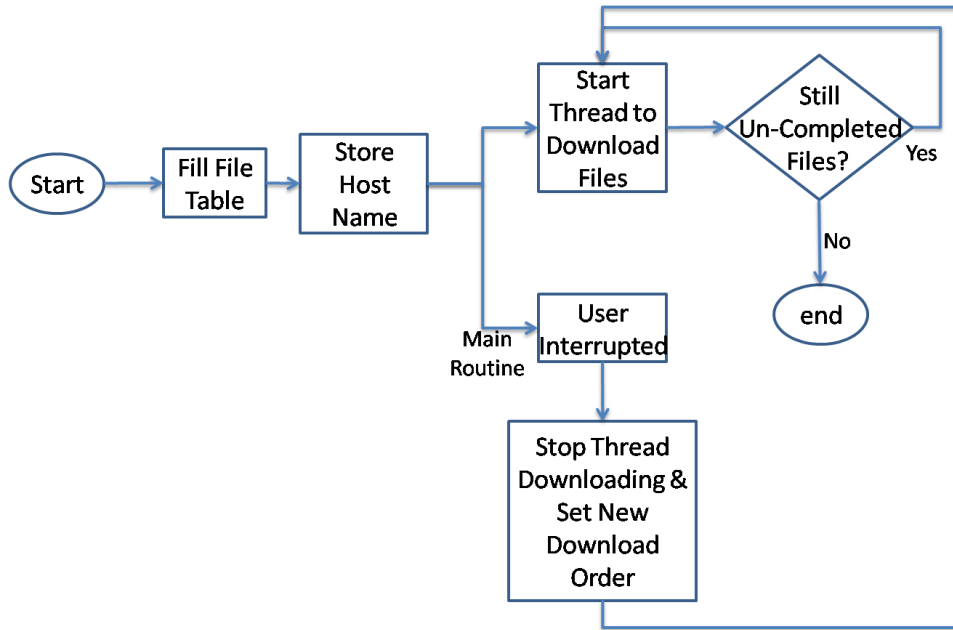 Start
Fill File
Table
Store
Host
Name
Start
Thread to
Download
Files
Still
Un-Completed
Files?
Yes
No
end
Main
Routine
User
Interrupted
Stop Thread
Downloading &
Set New
Download
Order